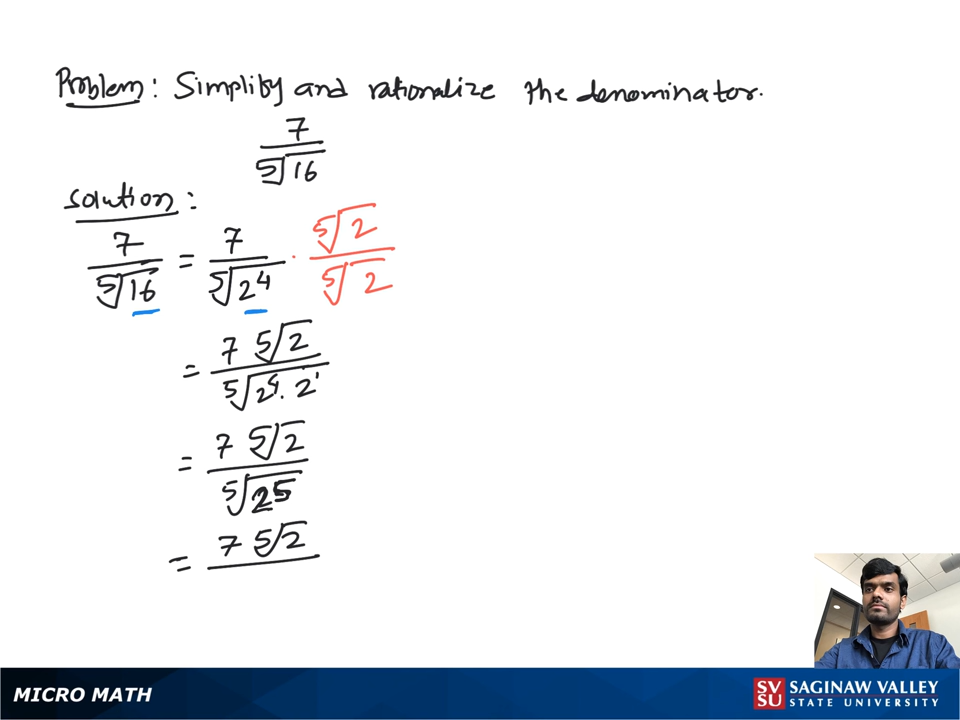 Problem: Simplify and rationalize the denominator.
7 / ⁵√16
Solution:
7 / ⁵√16 = 7 / ⁵√2⁴ · ⁵√2 / ⁵√2
= 7 ⁵√2 / ⁵√2⁴ · 2¹
= 7 ⁵√2 / ⁵√2⁵
= 7 ⁵√2
MICRO MATH
SV SU
SAGINAW VALLEY
STATE UNIVERSITY